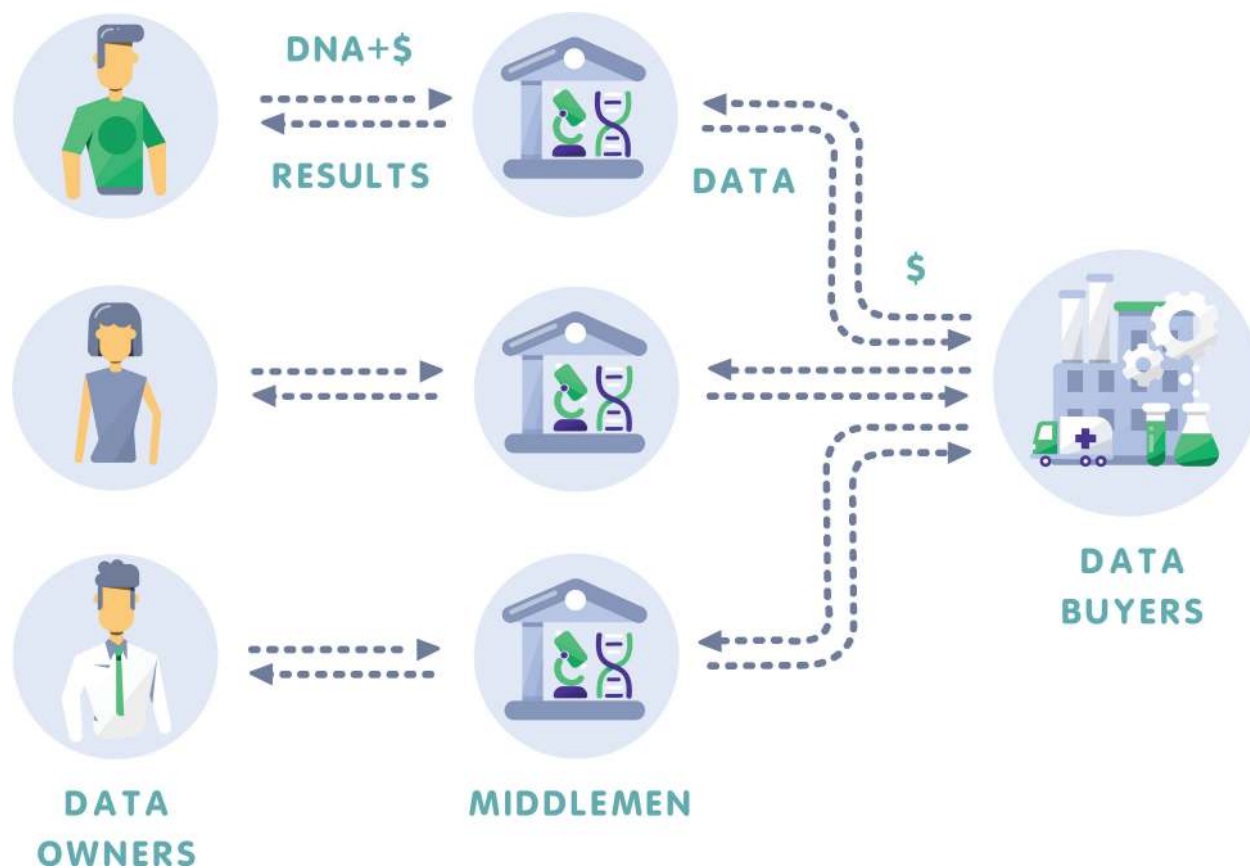 DNA+$
RESULTS
DATA
$
DATA
BUYERS
DATA
OWNERS
MIDDLEMEN